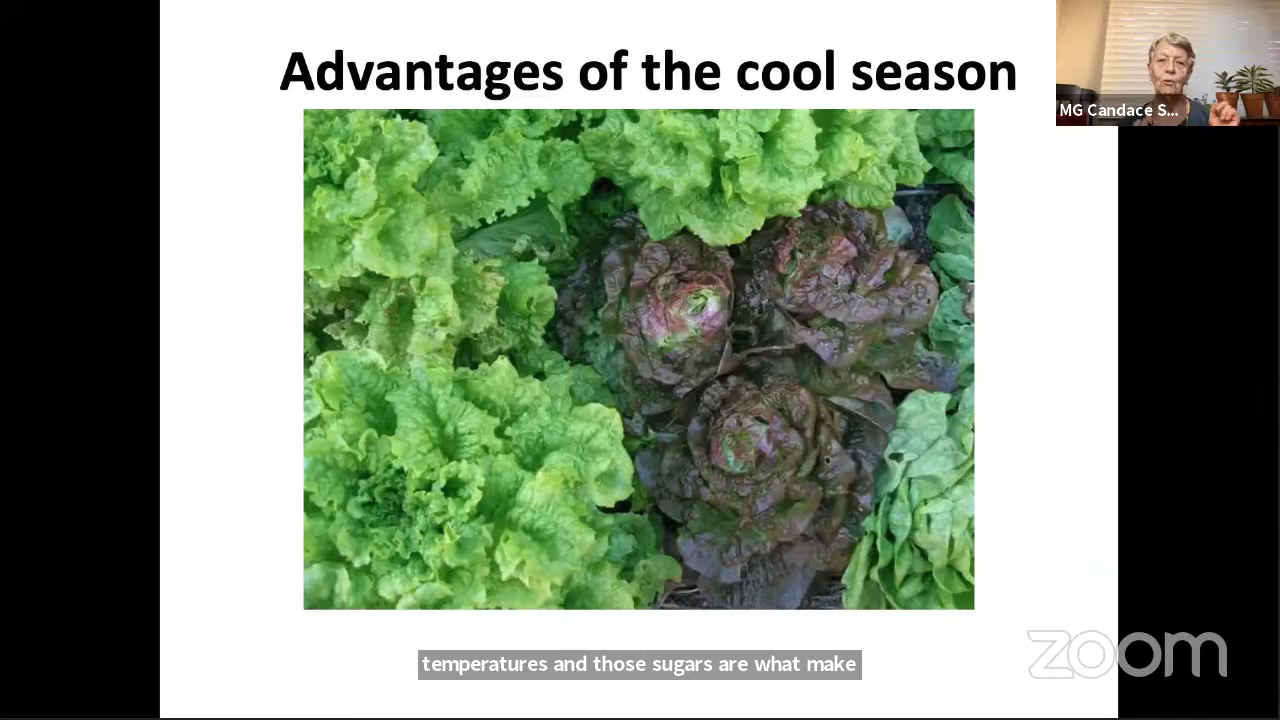 Advantages of the cool season
MG Candace S...
temperatures and those sugars are what make
zoom